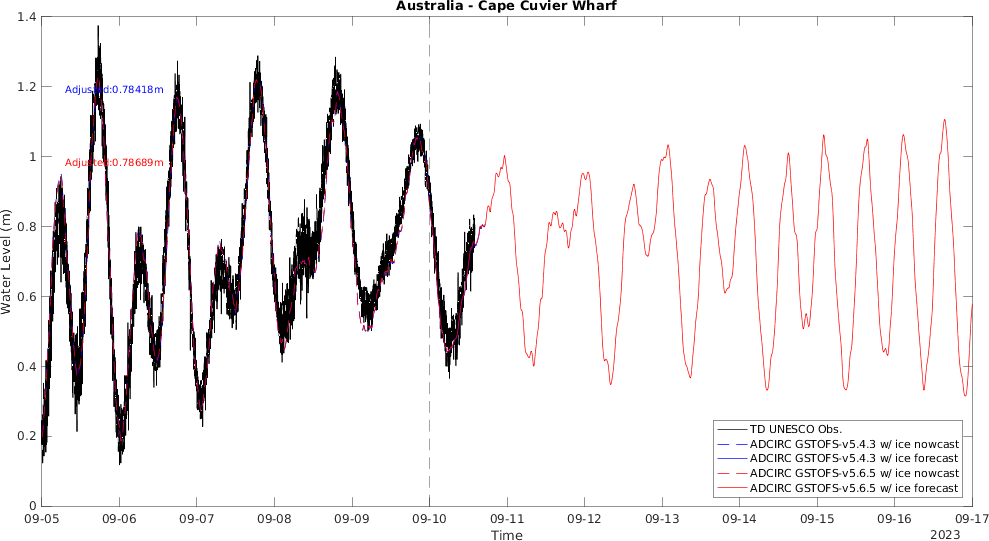 Australia - Cape Cuvier Wharf
1.4
1.2
1
0.8
0.6
0.4
0.2
0
Water Level (m)
Adjusted:0.78418m
Adjusted:0.78689m
TD UNESCO Obs.
ADCIRC GSTOFS-v5.4.3 w/ ice nowcast
ADCIRC GSTOFS-v5.4.3 w/ ice forecast
ADCIRC GSTOFS-v5.6.5 w/ ice nowcast
ADCIRC GSTOFS-v5.6.5 w/ ice forecast
09-05 09-06 09-07 09-08 09-09 09-10 09-11 09-12 09-13 09-14 09-15 09-16 09-17
Time
2023